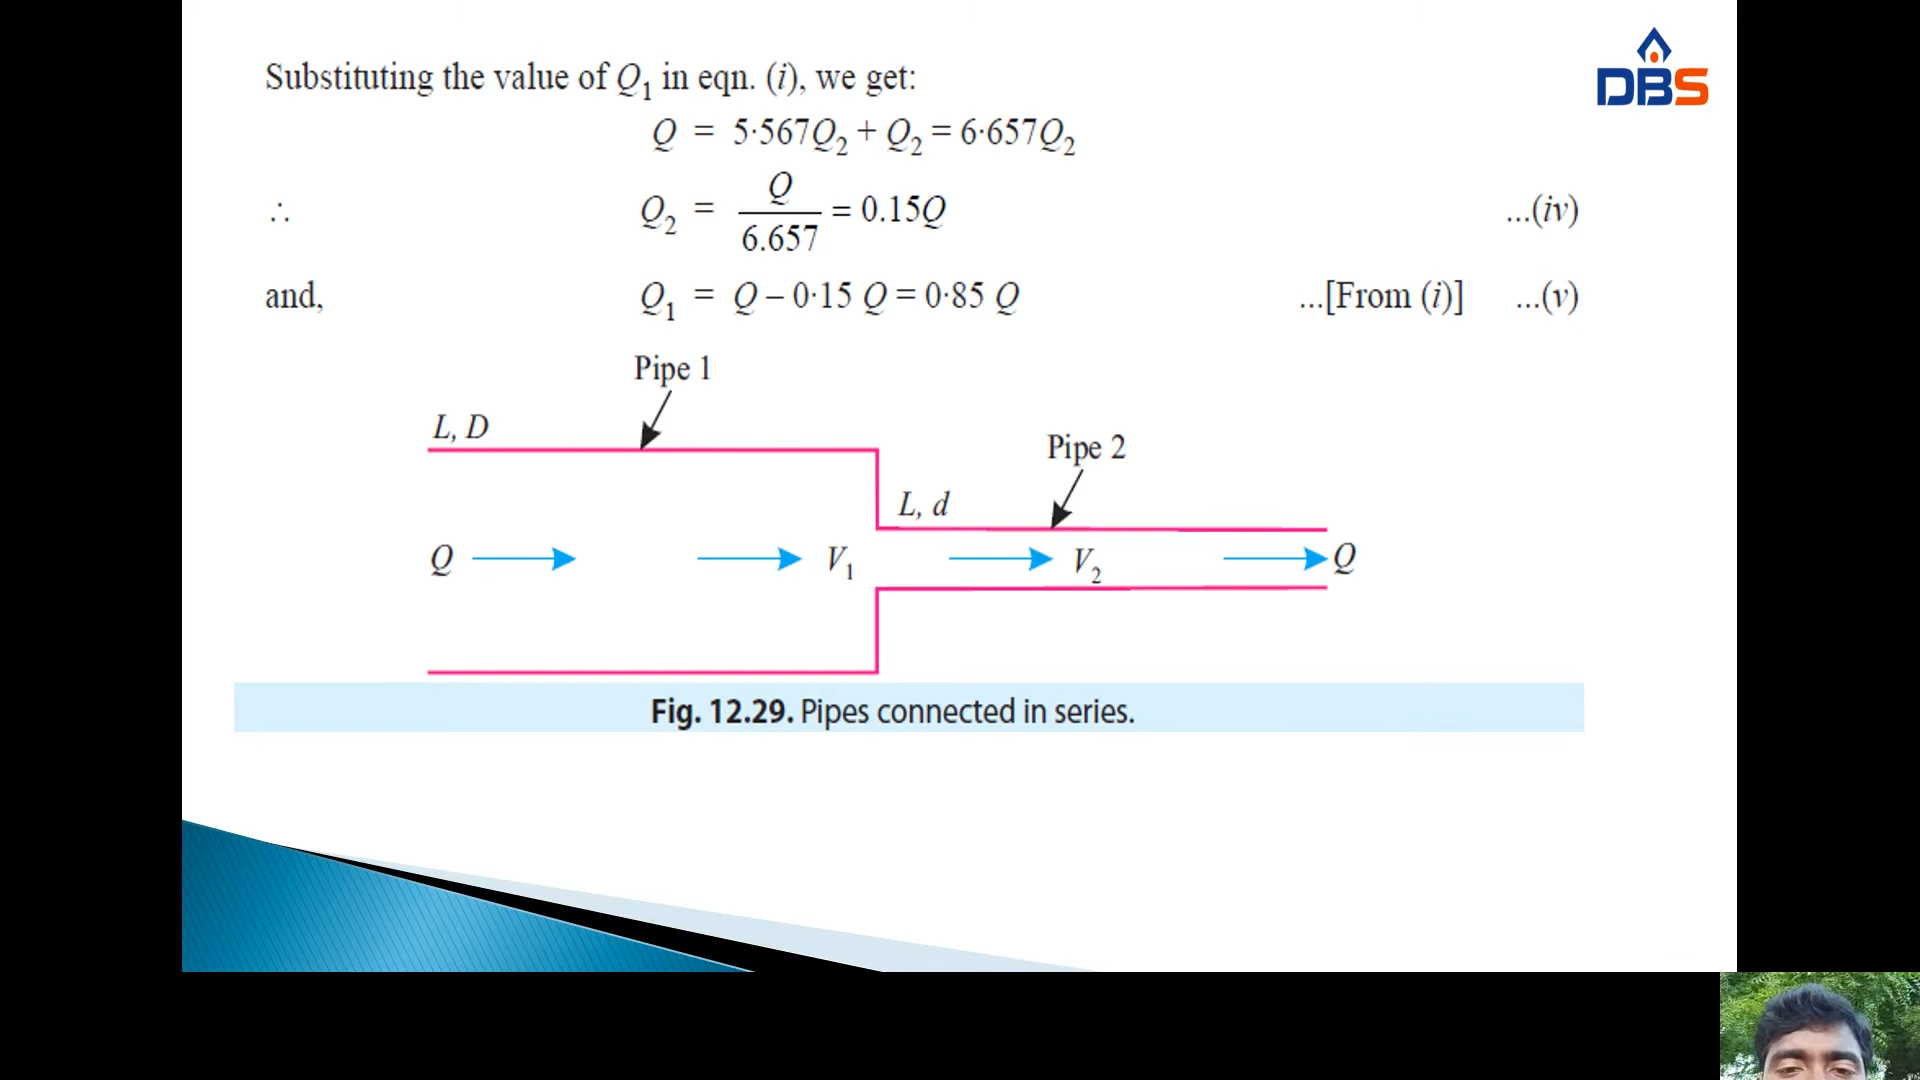 DBS
Substituting the value of Q₁ in eqn. (i), we get:
Q = 5·567Q₂ + Q₂ = 6·657Q₂
∴ Q₂ = Q / 6.657 = 0.15Q ...(iv)
and, Q₁ = Q – 0·15 Q = 0·85 Q ...[From (i)] ...(v)
Pipe 1
L, D
Pipe 2
L, d
Q V₁ V₂ Q
Fig. 12.29. Pipes connected in series.